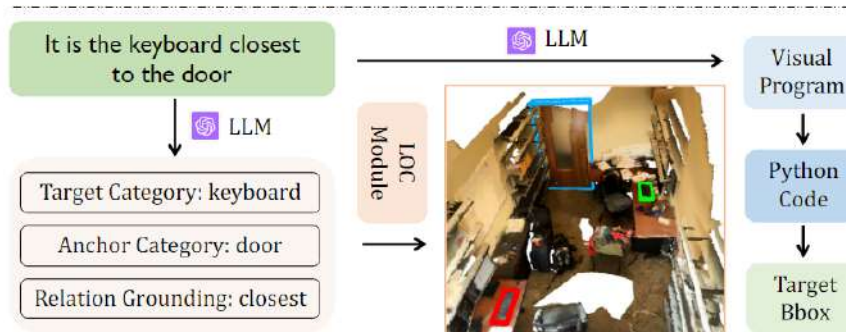 It is the keyboard closest
to the door
LLM
LLM
Target Category: keyboard
Anchor Category: door
Relation Grounding: closest
LOC
Module
Visual
Program
Python
Code
Target
Bbox